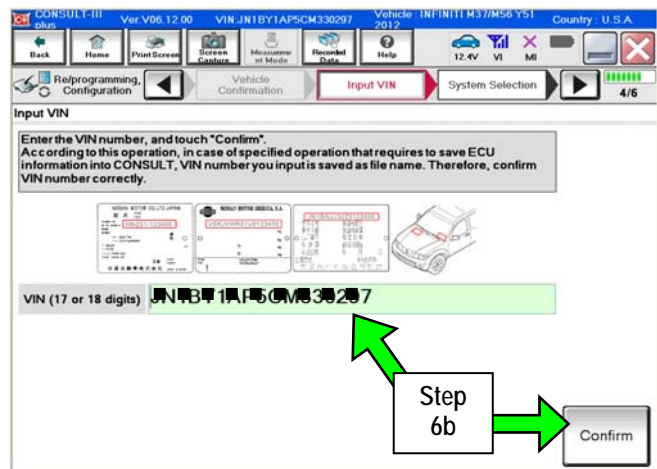 CONSULT-III plus Ver.V06.12.00 VIN:JN1BY1AP5CM330297 Vehicle : INFINITI M37/M56 Y51 2012 Country : U.S.A.
Back Home Print Screen Screen Capture Measurement Mode Recorded Data Help 12.4V VI MI
Re/programming, Configuration Vehicle Confirmation Input VIN System Selection 4/6
Input VIN
Enter the VIN number, and touch "Confirm".
According to this operation, in case of specified operation that requires to save ECU
information into CONSULT, VIN number you input is saved as file name. Therefore, confirm
VIN number correctly.
VIN (17 or 18 digits)
Step
6b
Confirm